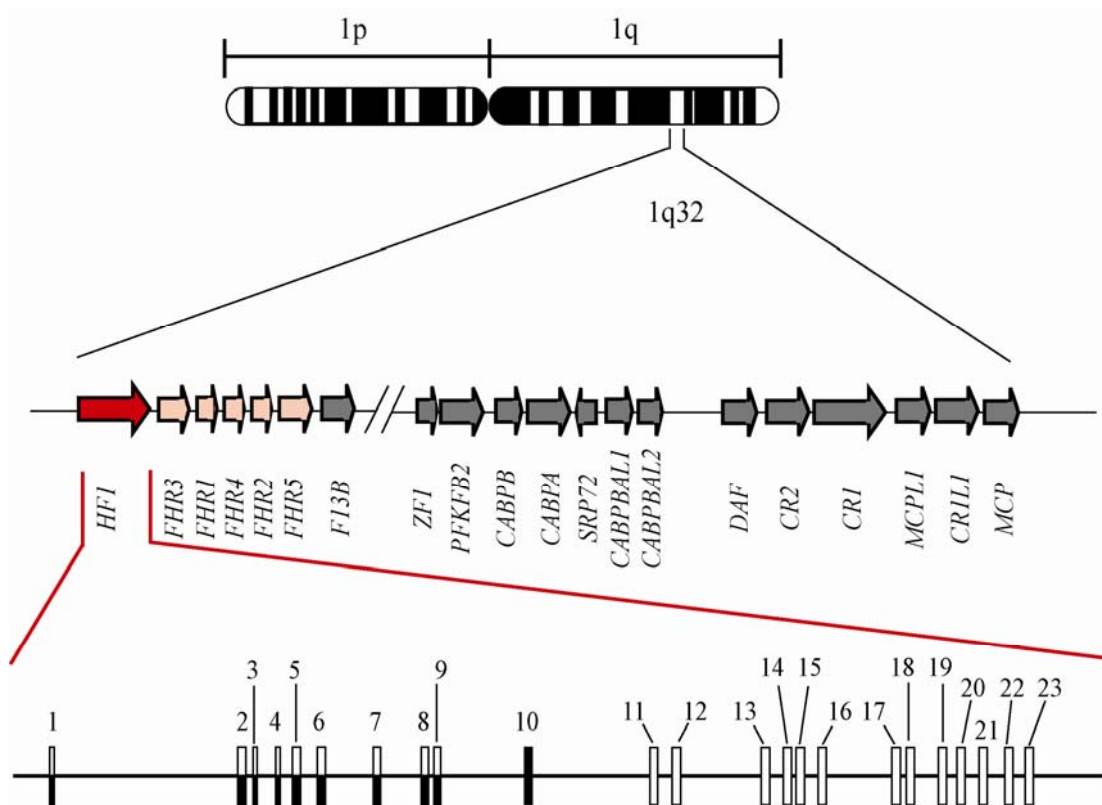 1p 1q
1q32
HF1 FHR3 FHR1 FHR4 FHR2 FHR5 F13B ZF1 PFKFB2 CABPB CABPA SRP72 CABPBAL1 CABPBAL2 DAF CR2 CR1 MCPL1 CR1L1 MCP
1 2 3 4 5 6 7 8 9 10 11 12 13 14 15 16 17 18 19 20 21 22 23